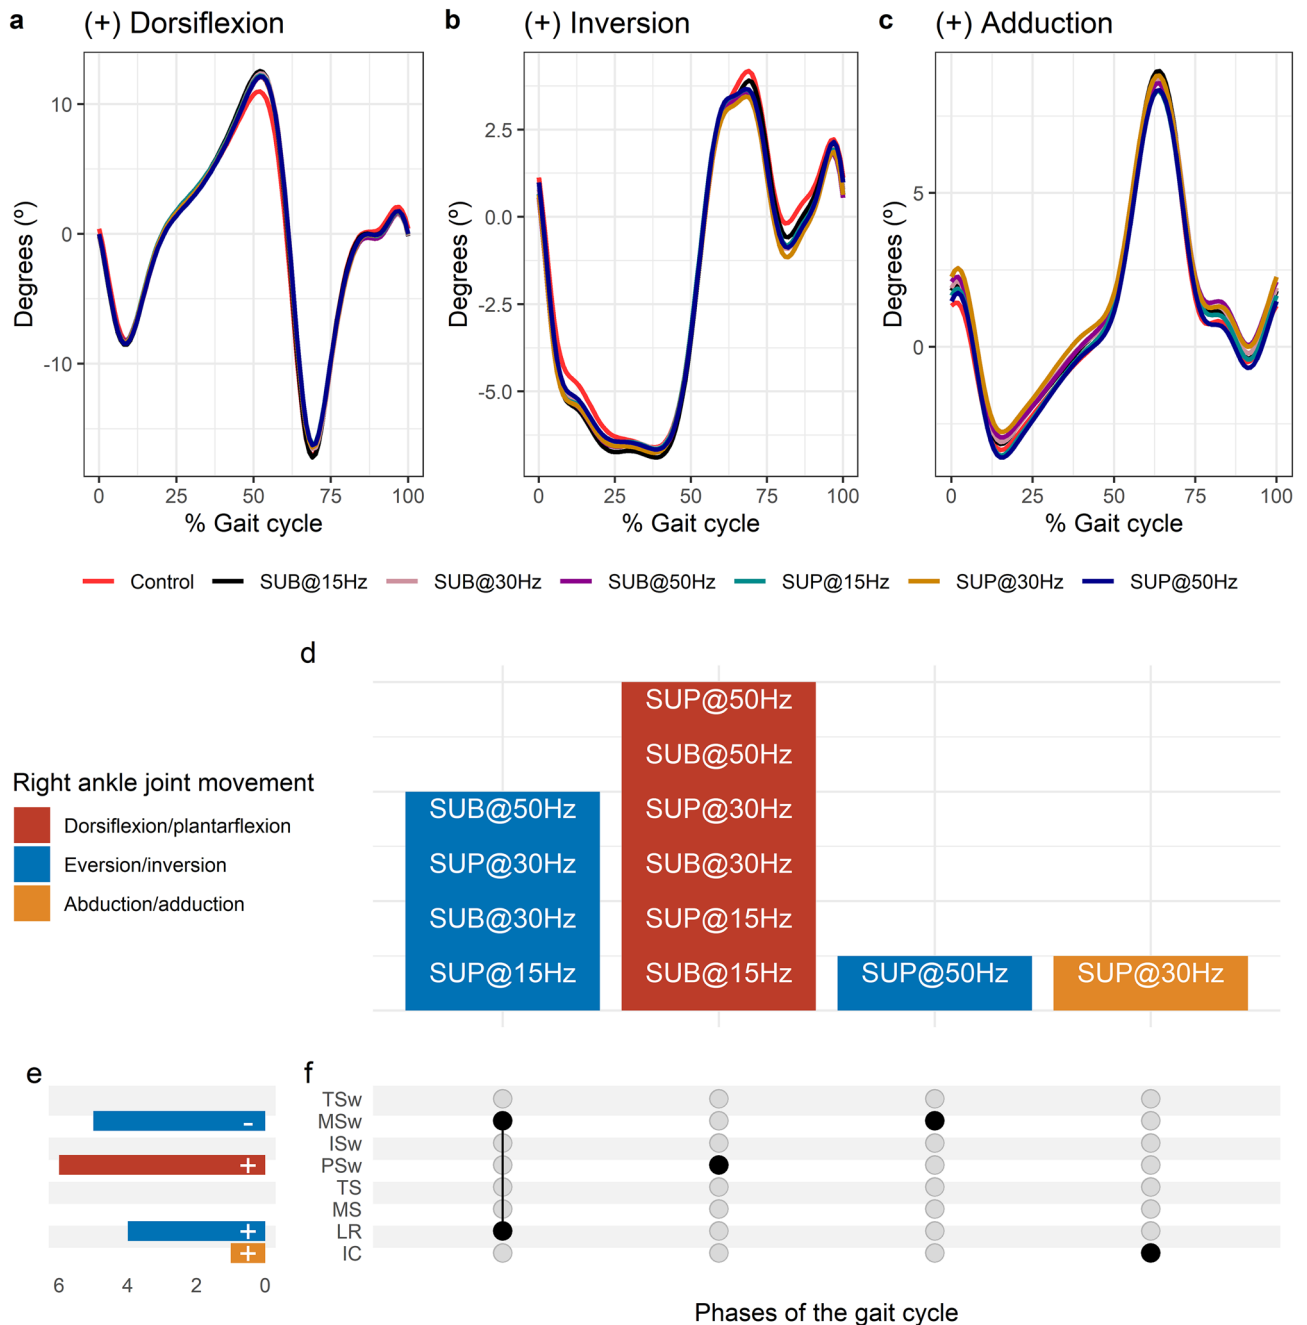 a (+) Dorsiflexion
b (+) Inversion
c (+) Adduction
Degrees (º)
10
0
-10
0 25 50 75 100
% Gait cycle
Degrees (º)
2.5
0.0
-2.5
-5.0
0 25 50 75 100
% Gait cycle
Degrees (º)
5
0
0 25 50 75 100
% Gait cycle
Control SUB@15Hz SUB@30Hz SUB@50Hz SUP@15Hz SUP@30Hz SUP@50Hz
d
Right ankle joint movement
Dorsiflexion/plantarflexion
Eversion/inversion
Abduction/adduction
SUB@50Hz
SUP@30Hz
SUB@30Hz
SUP@15Hz
SUP@50Hz
SUB@50Hz
SUP@30Hz
SUB@30Hz
SUP@15Hz
SUB@15Hz
SUP@50Hz
SUP@30Hz
e
-
+
+
+
6 4 2 0
f
TSw
MSw
ISw
PSw
TS
MS
LR
IC
Phases of the gait cycle